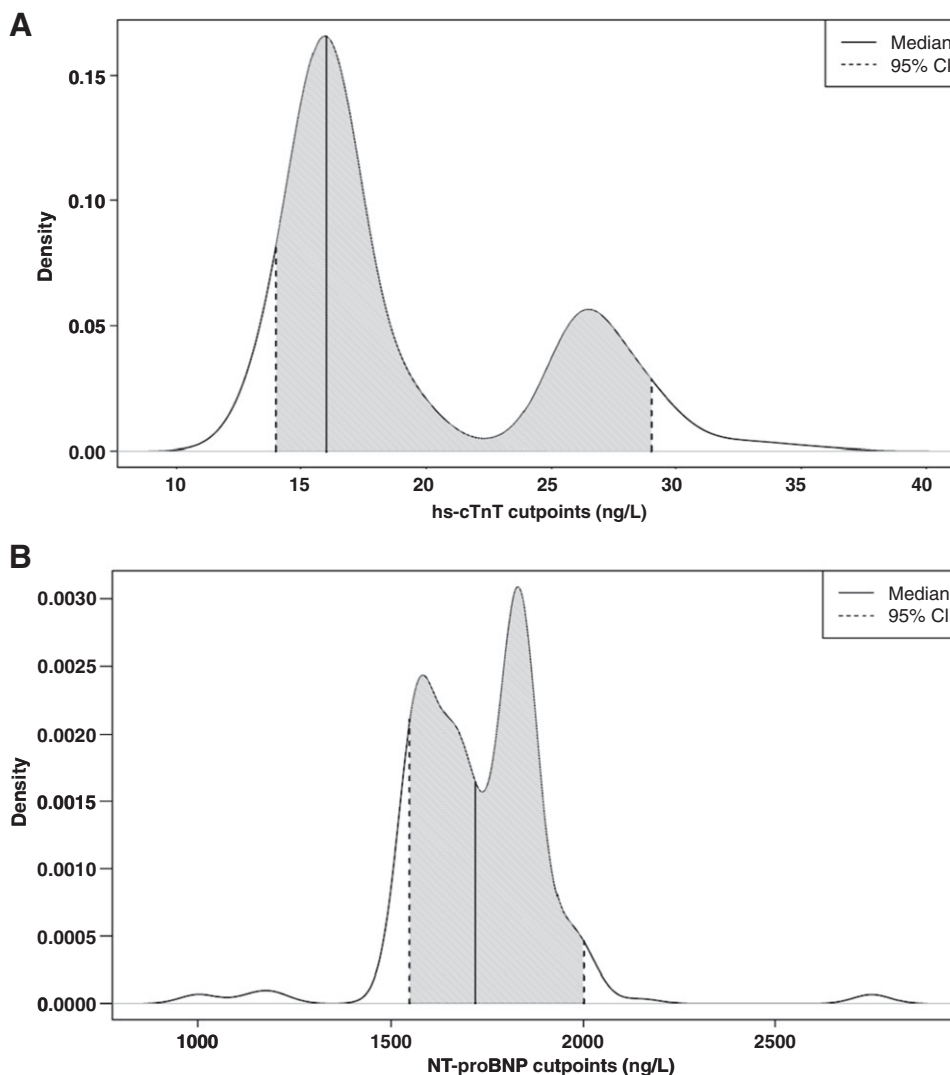 A
Median
95% CI
0.15
0.10
0.05
0.00
Density
10 15 20 25 30 35 40
hs-cTnT cutpoints (ng/L)
B
Median
95% CI
0.0030
0.0025
0.0020
0.0015
0.0010
0.0005
0.0000
Density
1000 1500 2000 2500
NT-proBNP cutpoints (ng/L)